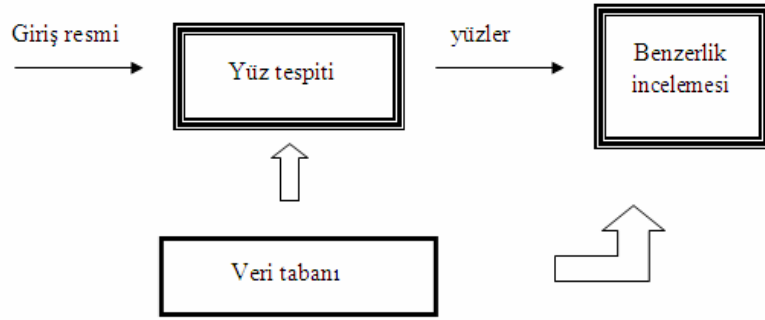 Giriş resmi
Yüz tespiti
yüzler
Benzerlik
incelemesi
Veri tabanı